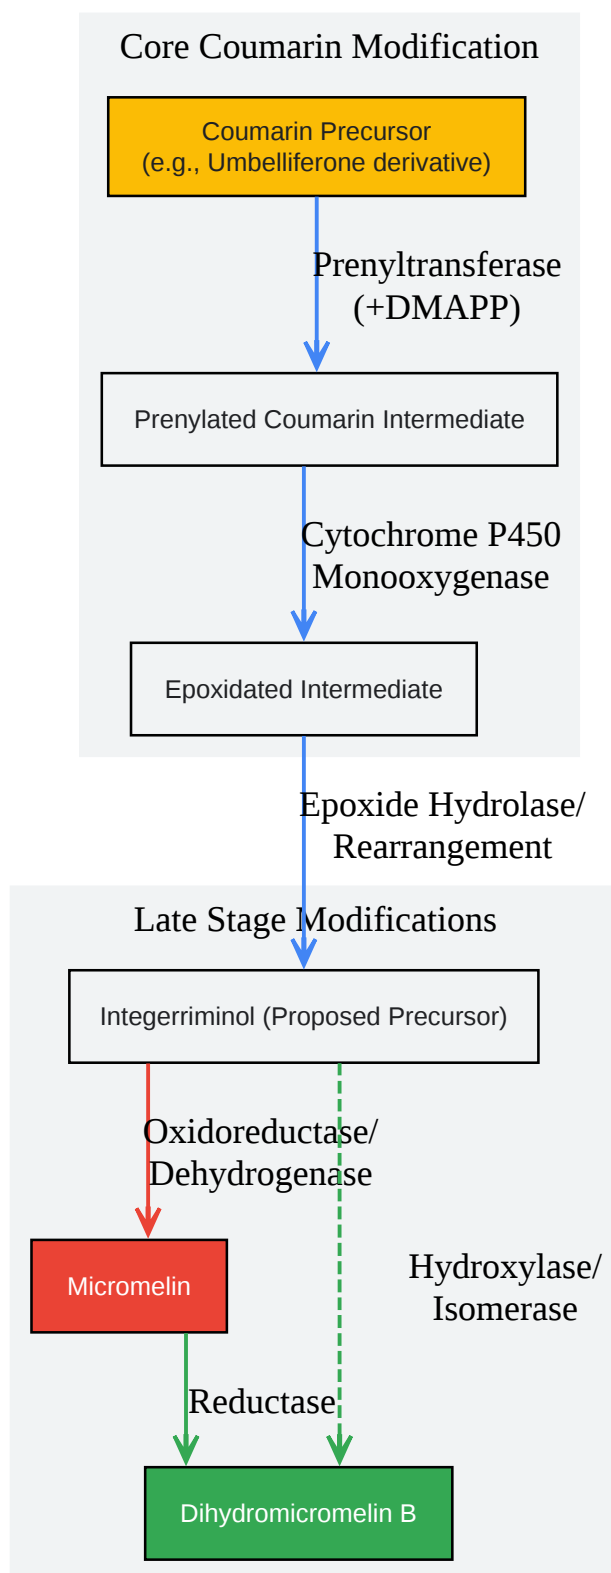 Core Coumarin Modification
Coumarin Precursor
(e.g., Umbelliferone derivative)
Prenyltransferase
(+DMAPP)
Prenylated Coumarin Intermediate
Cytochrome P450
Monooxygenase
Epoxidated Intermediate
Epoxide Hydrolase/
Rearrangement
Late Stage Modifications
Integerriminol (Proposed Precursor)
Oxidoreductase/
Dehydrogenase
Micromelin
Hydroxylase/
Isomerase
Reductase
Dihydromicromelin B